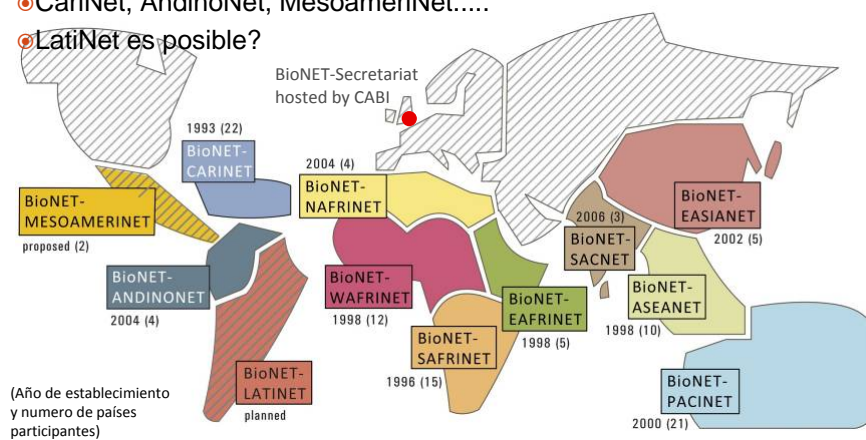 CariNet, AndinoNet, MesoameriNet.....
LatiNet es posible?
BioNET-Secretariat
hosted by CABI
1993 (22)
BioNET-
CARINET
2004 (4)
BioNET-
NAFRINET
BioNET-
MESOAMERINET
proposed (2)
2006 (3)
BioNET-
SACNET
BioNET-
EASIANET
2002 (5)
BioNET-
ANDINONET
2004 (4)
BioNET-
WAFRINET
1998 (12)
BioNET-
EAFRINET
1998 (5)
BioNET-
ASEANET
1998 (10)
BioNET-
SAFRINET
1996 (15)
BioNET-
LATINET
planned
BioNET-
PACINET
2000 (21)
(Año de establecimiento
y numero de países
participantes)